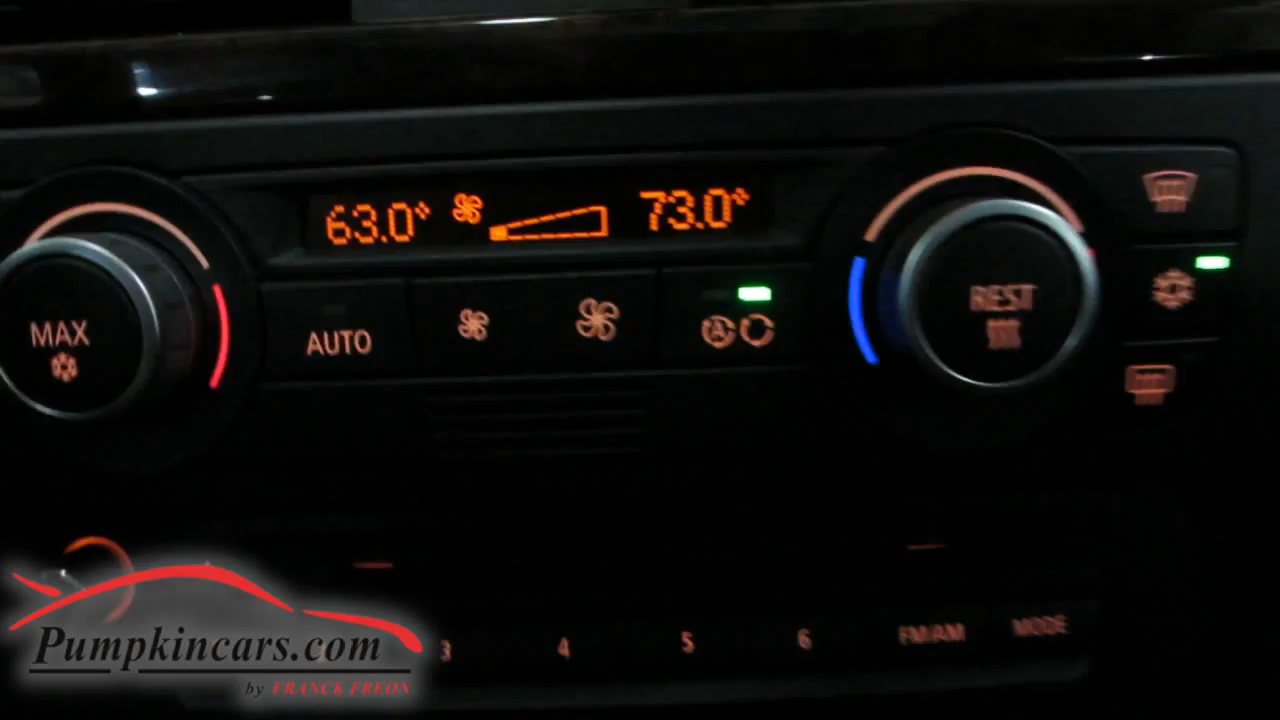 63.0° 73.0°
MAX
AUTO
A
REST
3 4 5 6 FM/AM MODE
Pumpkincars.com
by FRANCK FREON